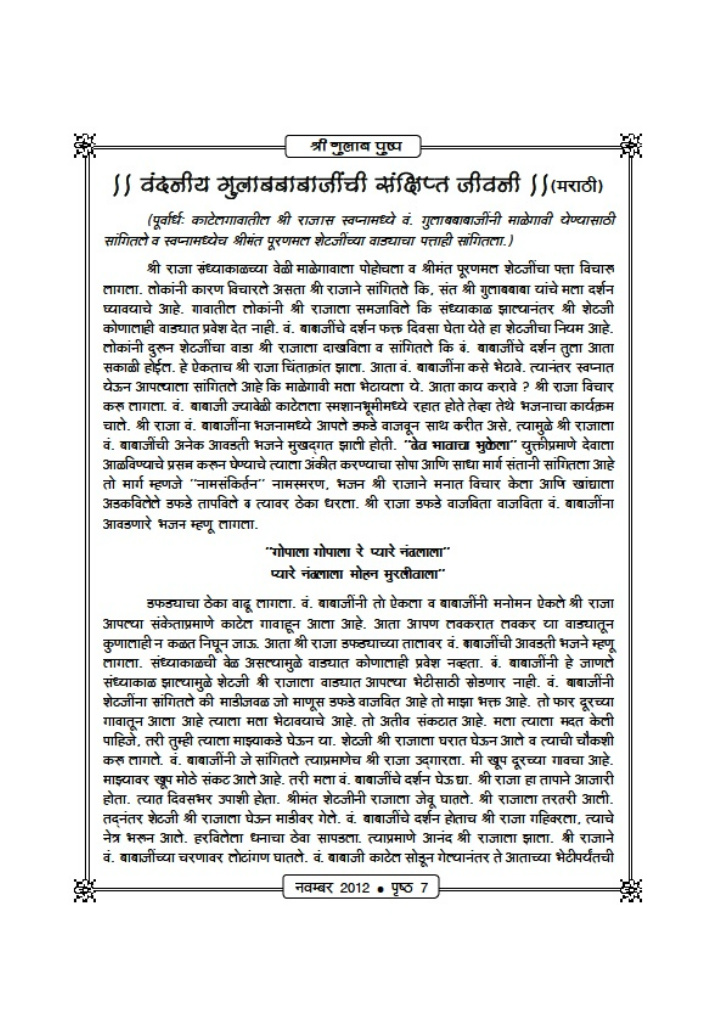 श्री गुलाब पुष्प
।। वंदनीय गुलाबबाबाजींची संक्षिप्त जीवनी ।।(मराठी)
(पूर्वार्ध: काटेलगावातील श्री राजास स्वप्नामध्ये वं. गुलाबबाबाजींनी माळेगावी येण्यासाठी
सांगितले व स्वप्नामध्येच श्रीमंत पूरणमल शेटजींच्या वाड्याचा पत्ताही सांगितला.)
श्री राजा संध्याकाळच्या वेळी माळेगावाला पोहोचला व श्रीमंत पूरणमल शेटजींचा पत्ता विचारू
लागला. लोकांनी कारण विचारले असता श्री राजाने सांगितले कि, संत श्री गुलाबबाबा यांचे मला दर्शन
घ्यावयाचे आहे. गावातील लोकांनी श्री राजाला समजाविले कि संध्याकाळ झाल्यानंतर श्री शेटजी
कोणालाही वाड्यात प्रवेश देत नाही. वं. बाबाजींचे दर्शन फक्त दिवसा घेता येते हा शेटजीचा नियम आहे.
लोकांनी दुरून शेटजींचा वाडा श्री राजाला दाखविला व सांगितले कि वं. बाबाजींचे दर्शन तुला आता
सकाळी होईल. हे ऐकताच श्री राजा चिंताक्रांत झाला. आता वं. बाबाजींना कसे भेटावे. त्यानंतर स्वप्नात
येऊन आपल्याला सांगितले आहे कि माळेगावी मला भेटायला ये. आता काय करावे ? श्री राजा विचार
करू लागला. वं. बाबाजी ज्यावेळी काटेलला स्मशानभूमीमध्ये रहात होते तेव्हा तेथे भजनाचा कार्यक्रम
चाले. श्री राजा वं. बाबाजींना भजनामध्ये आपले डफडे वाजवून साथ करीत असे, त्यामुळे श्री राजाला
वं. बाबाजींची अनेक आवडती भजने मुखद्गत झाली होती. "देव भावाचा भुकेला" युक्तीप्रमाणे देवाला
आळविण्याचे प्रसन्न करून घेण्याचे त्याला अंकीत करण्याचा सोपा आणि साधा मार्ग संतानी सांगितला आहे
तो मार्ग म्हणजे "नामसंकिर्तन" नामस्मरण, भजन श्री राजाने मनात विचार केला आणि खांद्याला
अडकविलेले डफडे तापविले व त्यावर ठेका धरला. श्री राजा डफडे वाजविता वाजविता वं. बाबाजींना
आवडणारे भजन म्हणू लागला.
"गोपाला गोपाला रे प्यारे नंदलाला"
प्यारे नंदलाला मोहन मुरलीवाला"
डफड्याचा ठेका वाढू लागला. वं. बाबाजींनी तो ऐकला व बाबाजींनी मनोमन ऐकले श्री राजा
आपल्या संकेताप्रमाणे काटेल गावाहून आला आहे. आता आपण लवकरात लवकर या वाड्यातून
कुणालाही न कळत निघून जाऊ. आता श्री राजा डफड्याच्या तालावर वं. बाबाजींची आवडती भजने म्हणू
लागला. संध्याकाळची वेळ असल्यामुळे वाड्यात कोणालाही प्रवेश नव्हता. वं. बाबाजींनी हे जाणले
संध्याकाळ झाल्यामुळे शेटजी श्री राजाला वाड्यात आपल्या भेटीसाठी सोडणार नाही. वं. बाबाजींनी
शेटजींना सांगितले की माडीजवळ जो माणूस डफडे वाजवित आहे तो माझा भक्त आहे. तो फार दूरच्या
गावातून आला आहे त्याला मला भेटावयाचे आहे. तो अतीव संकटात आहे. मला त्याला मदत केली
पाहिजे, तरी तुम्ही त्याला माझ्याकडे घेऊन या. शेटजी श्री राजाला घरात घेऊन आले व त्याची चौकशी
करू लागले. वं. बाबाजींनी जे सांगितले त्याप्रमाणेच श्री राजा उद्गारला. मी खूप दूरच्या गावचा आहे.
माझ्यावर खूप मोठे संकट आले आहे. तरी मला वं. बाबाजींचे दर्शन घेऊ द्या. श्री राजा हा तापाने आजारी
होता. त्यात दिवसभर उपाशी होता. श्रीमंत शेटजीनी राजाला जेवू घातले. श्री राजाला तरतरी आली.
तद्नंतर शेटजी श्री राजाला घेऊन माडीवर गेले. वं. बाबाजींचे दर्शन होताच श्री राजा गहिवरला, त्याचे
नेत्र भरून आले. हरविलेला धनाचा ठेवा सापडला. त्याप्रमाणे आनंद श्री राजाला झाला. श्री राजाने
वं. बाबाजींच्या चरणावर लोटांगण घातले. वं. बाबाजी काटेल सोडून गेल्यानंतर ते आताच्या भेटीपर्यंतची
नवम्बर 2012 ● पृष्ठ 7